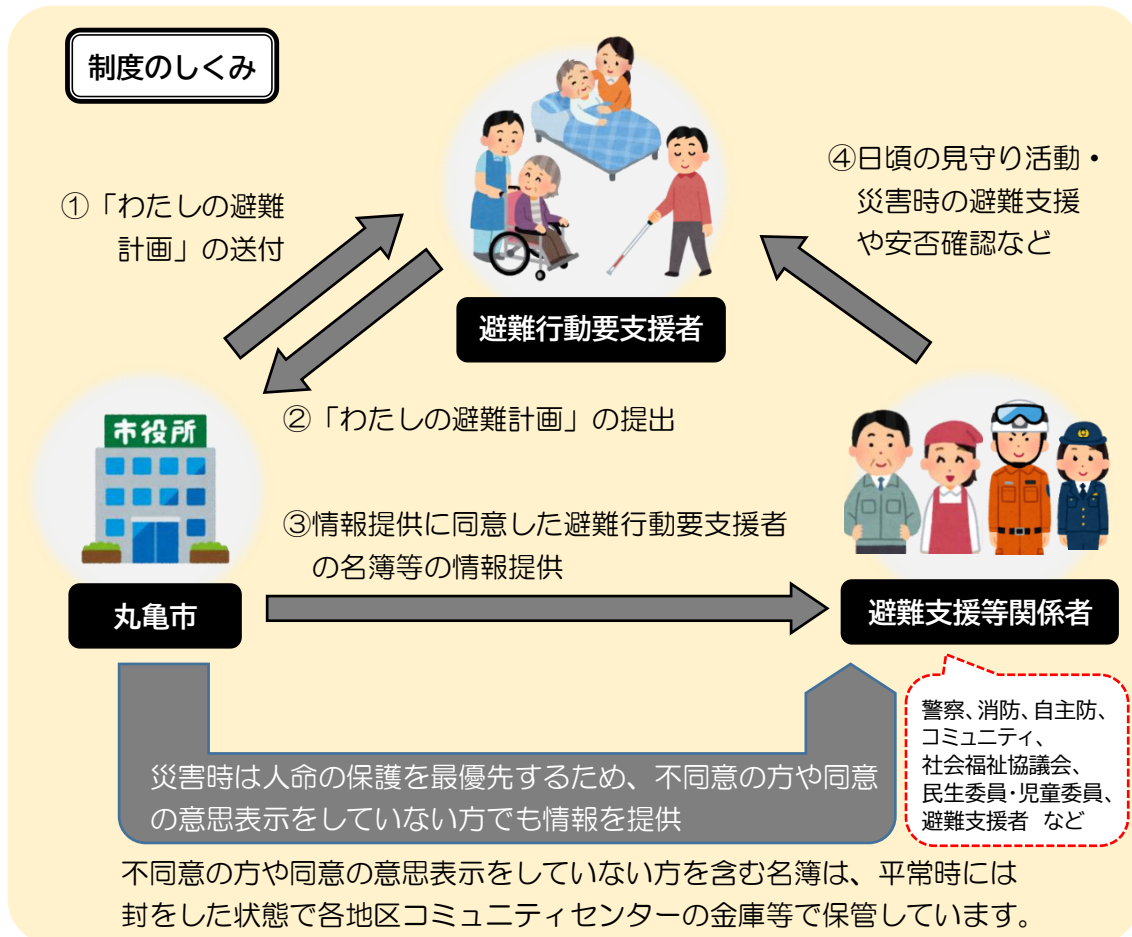 制度のしくみ
①「わたしの避難
計画」の送付
④日頃の見守り活動・
災害時の避難支援
や安否確認など
避難行動要支援者
②「わたしの避難計画」の提出
市役所
③情報提供に同意した避難行動要支援者
の名簿等の情報提供
丸亀市
避難支援等関係者
警察、消防、自主防、
コミュニティ、
社会福祉協議会、
民生委員・児童委員、
避難支援者 など
災害時は人命の保護を最優先するため、不同意の方や同意
の意思表示をしていない方でも情報を提供
不同意の方や同意の意思表示をしていない方を含む名簿は、平常時には
封をした状態で各地区コミュニティセンターの金庫等で保管しています。